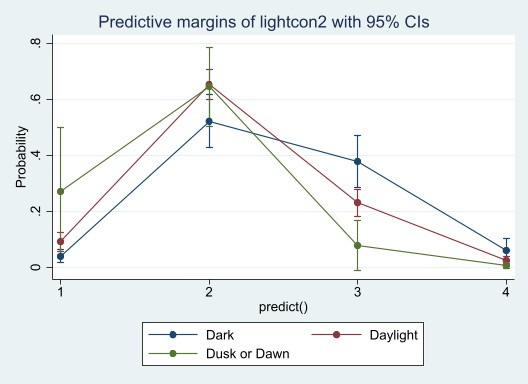 Predictive margins of lightcon2 with 95% CIs
Probability
.8
.6
.4
.2
0
1 2 3 4
predict()
Dark Daylight
Dusk or Dawn